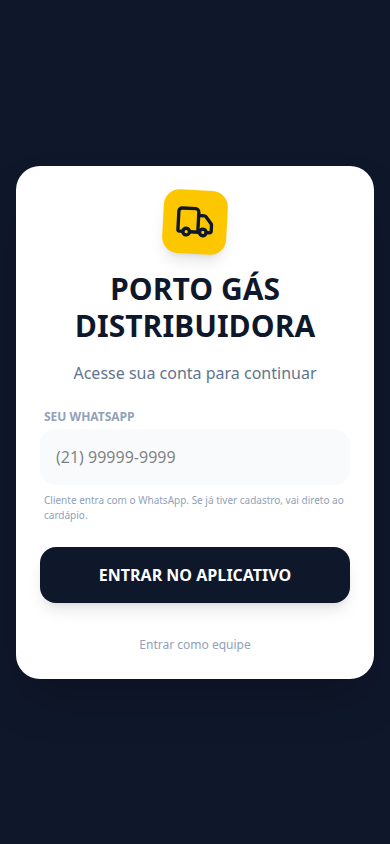 PORTO GÁS
DISTRIBUIDORA
Acesse sua conta para continuar
SEU WHATSAPP
(21) 99999-9999
Cliente entra com o WhatsApp. Se já tiver cadastro, vai direto ao
cardápio.
ENTRAR NO APLICATIVO
Entrar como equipe